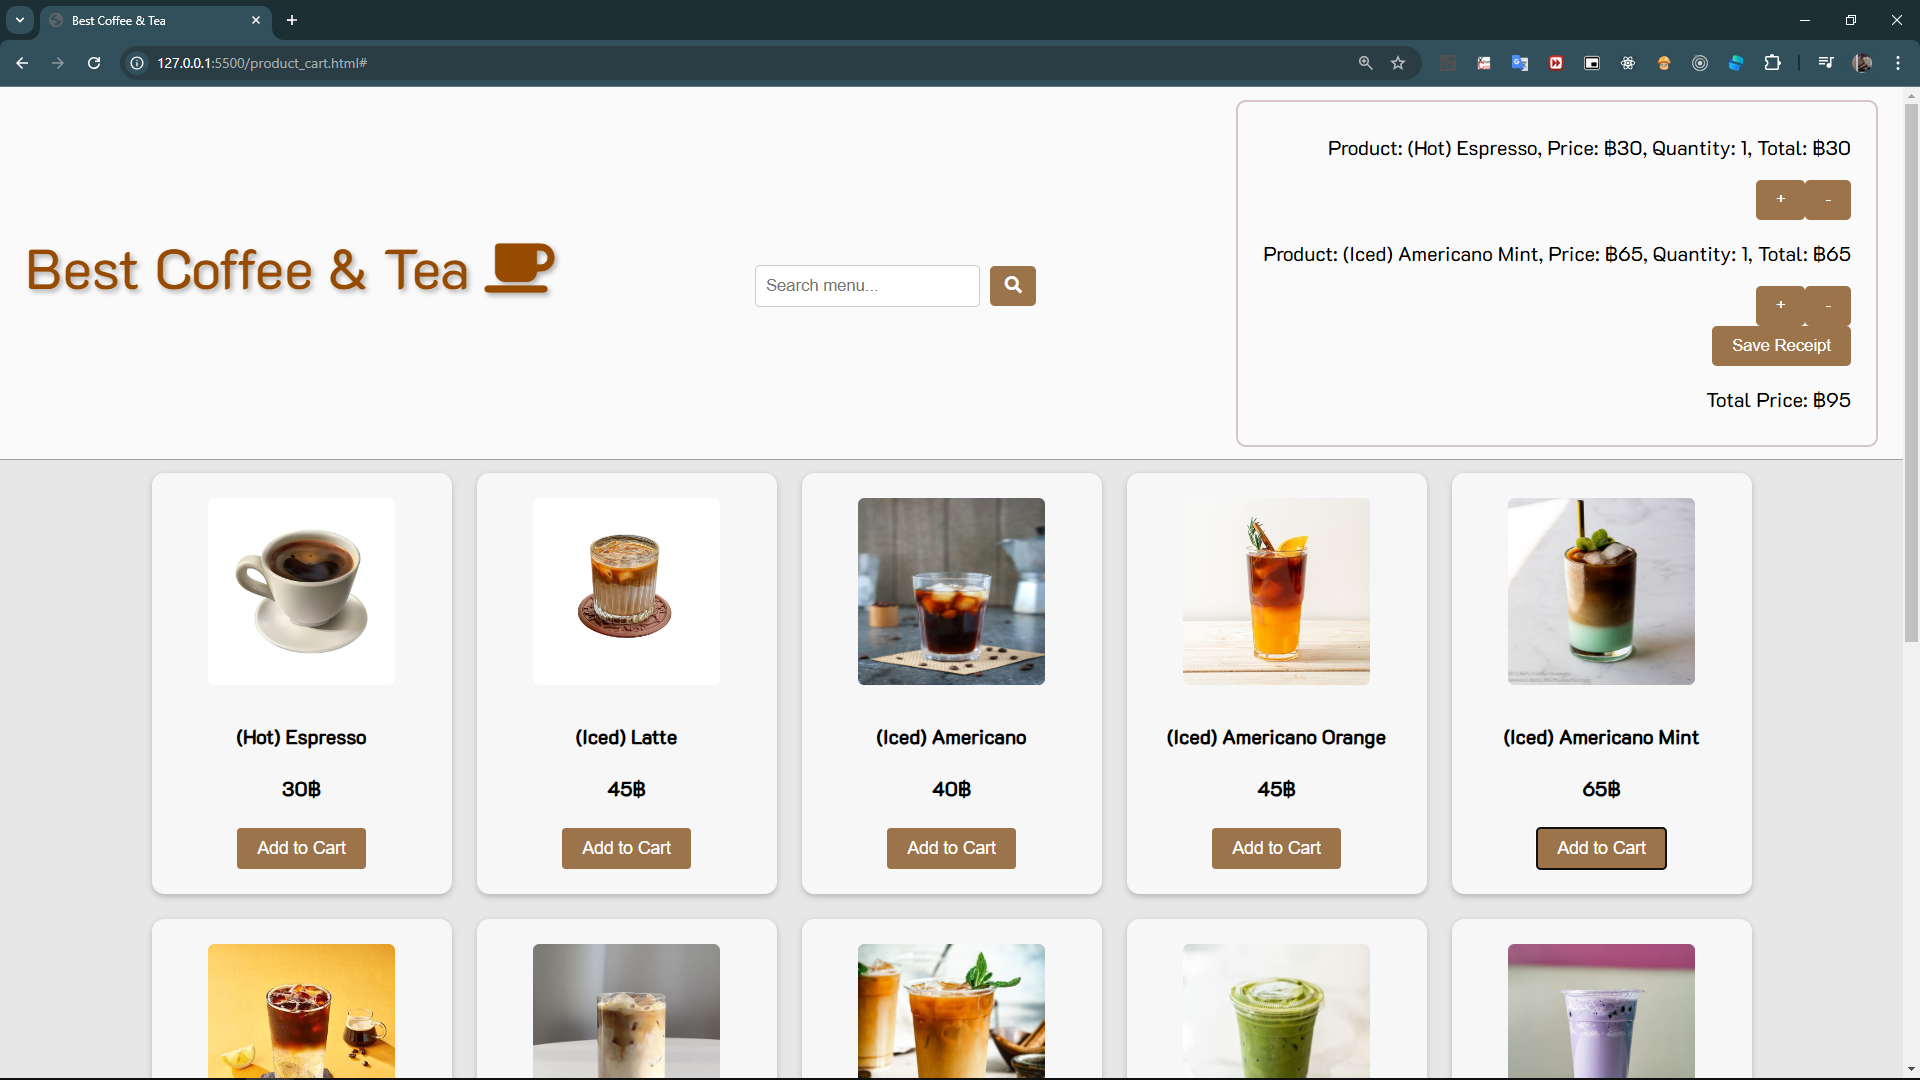 Best Coffee & Tea
127.0.0.1:5500/product_cart.html#
Product: (Hot) Espresso, Price: ฿30, Quantity: 1, Total: ฿30
+ -
Product: (Iced) Americano Mint, Price: ฿65, Quantity: 1, Total: ฿65
+ -
Save Receipt
Total Price: ฿95
Best Coffee & Tea
Search menu...
(Hot) Espresso
30฿
Add to Cart
(Iced) Latte
45฿
Add to Cart
(Iced) Americano
40฿
Add to Cart
(Iced) Americano Orange
45฿
Add to Cart
(Iced) Americano Mint
65฿
Add to Cart